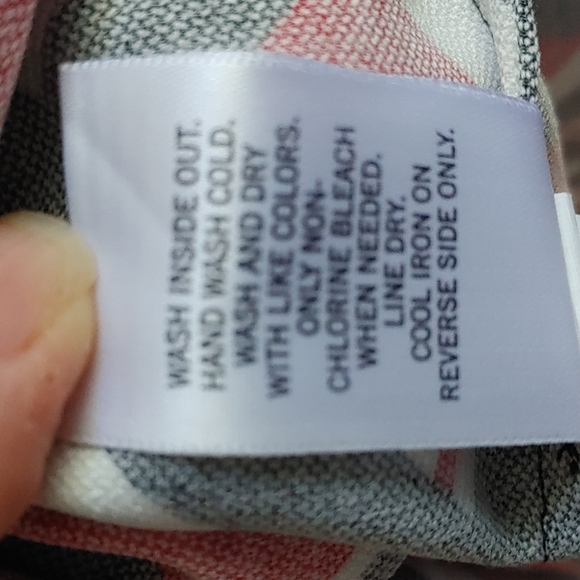 WASH INSIDE OUT.
HAND WASH COLD.
WASH AND DRY
WITH LIKE COLORS.
ONLY NON-
CHLORINE BLEACH
WHEN NEEDED.
LINE DRY.
COOL IRON ON
REVERSE SIDE ONLY.